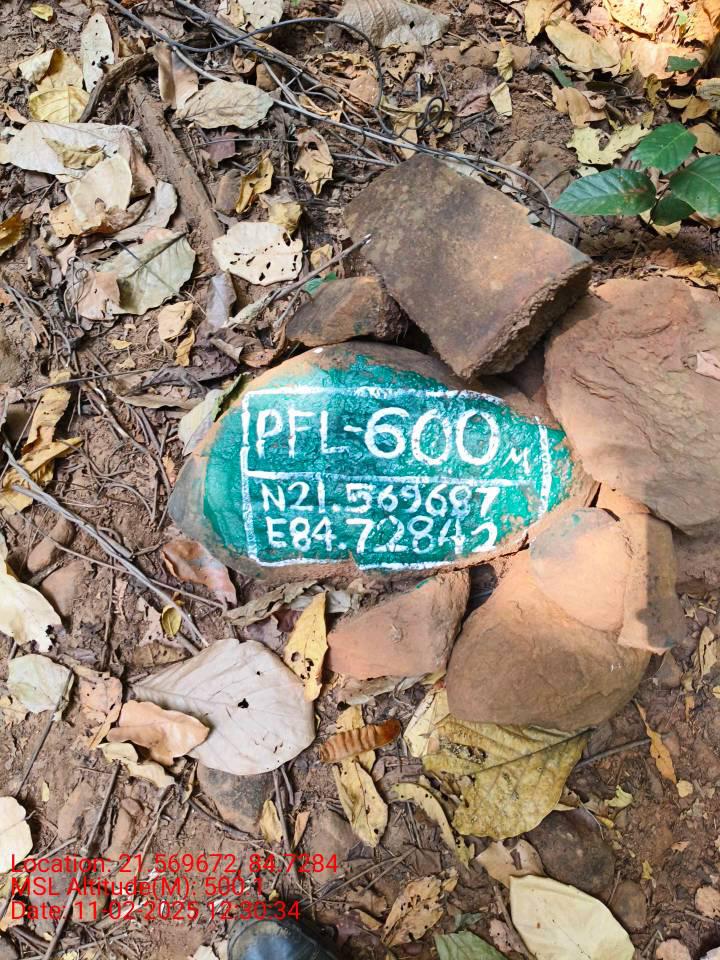 PFL-600 M
N21.569687
E84.72842
Location: 21.569672, 84.7284
MSL Altitude(M): 500.1
Date: 11-02-2025 12:30:34